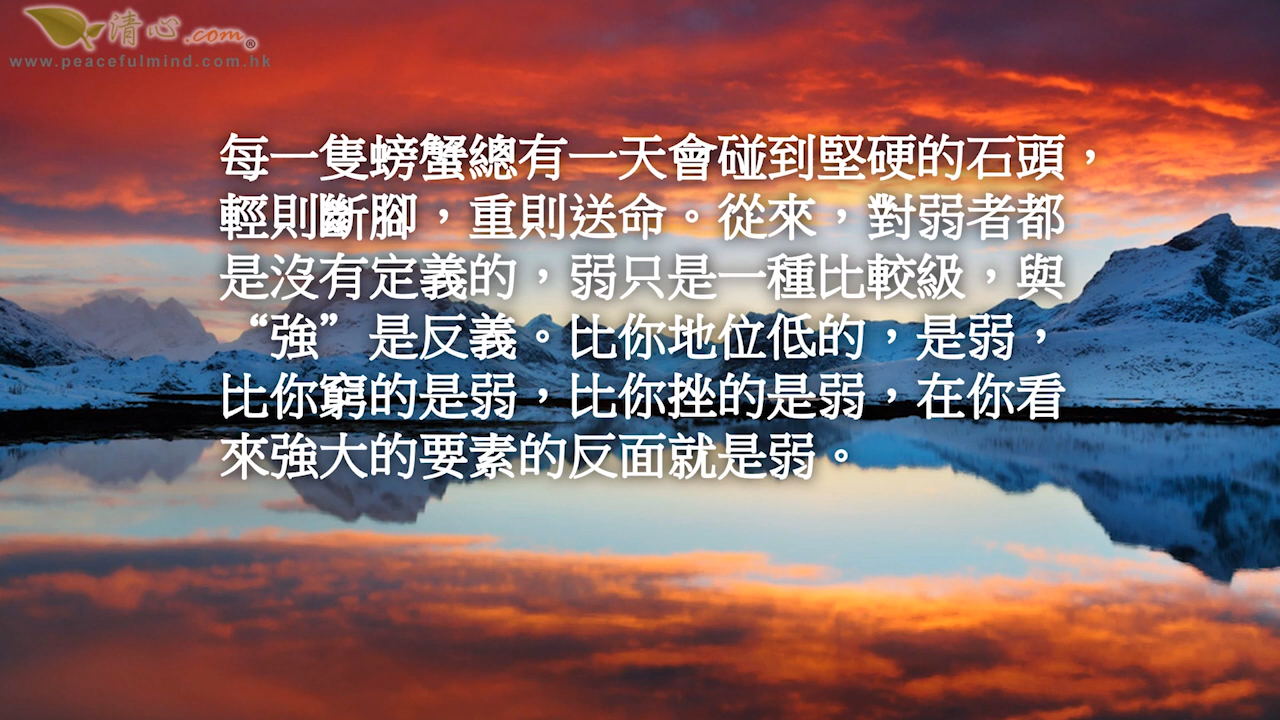 清心.com®
www.peacefulmind.com.hk
每一隻螃蟹總有一天會碰到堅硬的石頭，
輕則斷腳，重則送命。從來，對弱者都
是沒有定義的，弱只是一種比較級，與
“強”是反義。比你地位低的，是弱，
比你窮的是弱，比你挫的是弱，在你看
來強大的要素的反面就是弱。